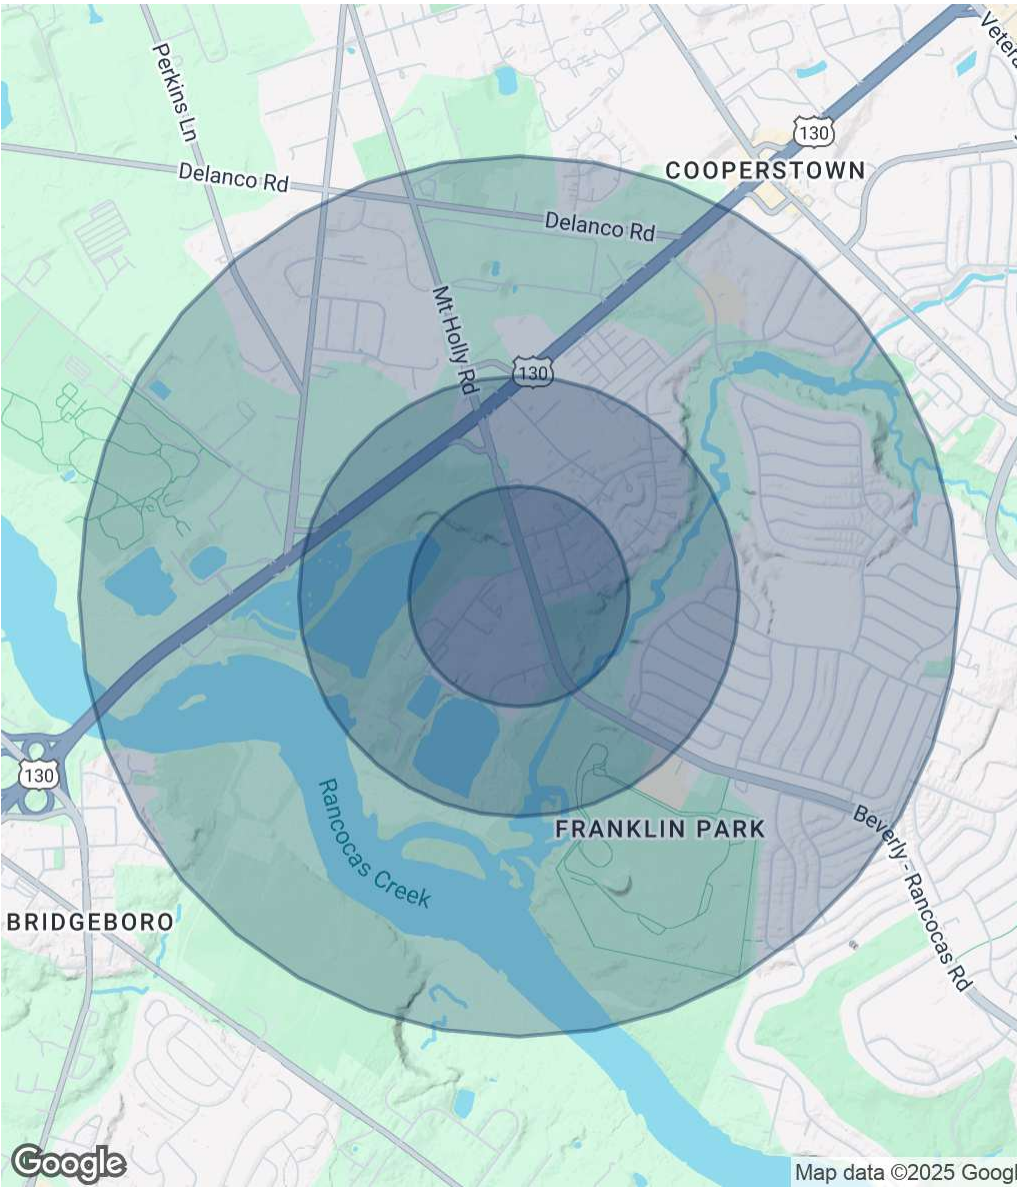 Vetera
Perkins Ln
130
COOPERSTOWN
Delanco Rd
Delanco Rd
Mt Holly Rd
130
130
Rancocas Creek
FRANKLIN PARK
Beverly - Rancocas Rd
BRIDGEBORO
Google
Map data ©2025 Googl